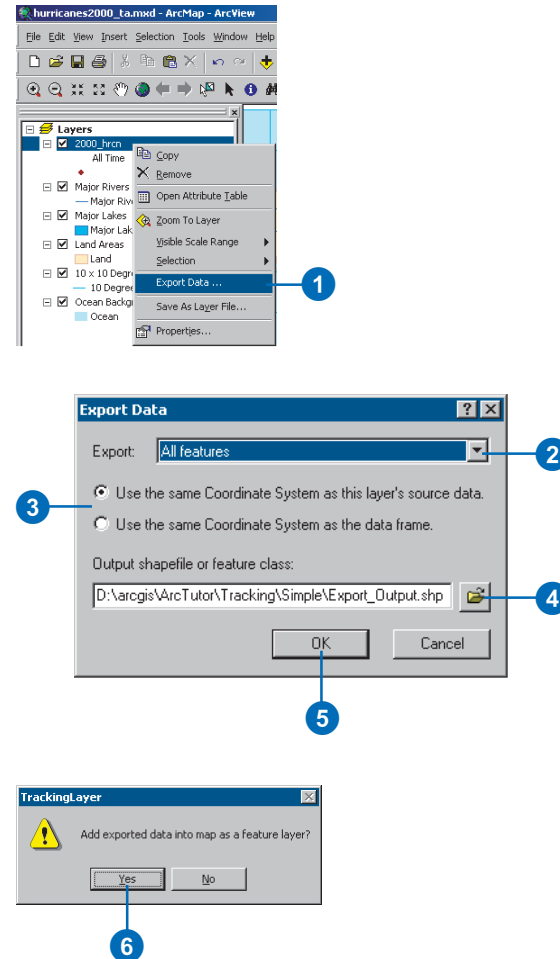 hurricanes2000_ta.mxd - ArcMap - ArcView
File Edit View Insert Selection Tools Window Help
Layers
2000_hrcn
All Time
Major Rivers
Major Lakes
Land Areas
Land
10 x 10
Ocean
Ocean
Copy
Remove
Open Attribute Table
Zoom To Layer
Visible Scale Range
Selection
Export Data ...
1
Save As Layer File...
Properties...
Export Data
Export: All features
2
3
Use the same Coordinate System as this layer's source data.
Use the same Coordinate System as the data frame.
Output shapefile or feature class:
D:\arcgis\ArcTutor\Tracking\Simple\Export_Output.shp
4
OK Cancel
5
TrackingLayer
Add exported data into map as a feature layer?
Yes No
6